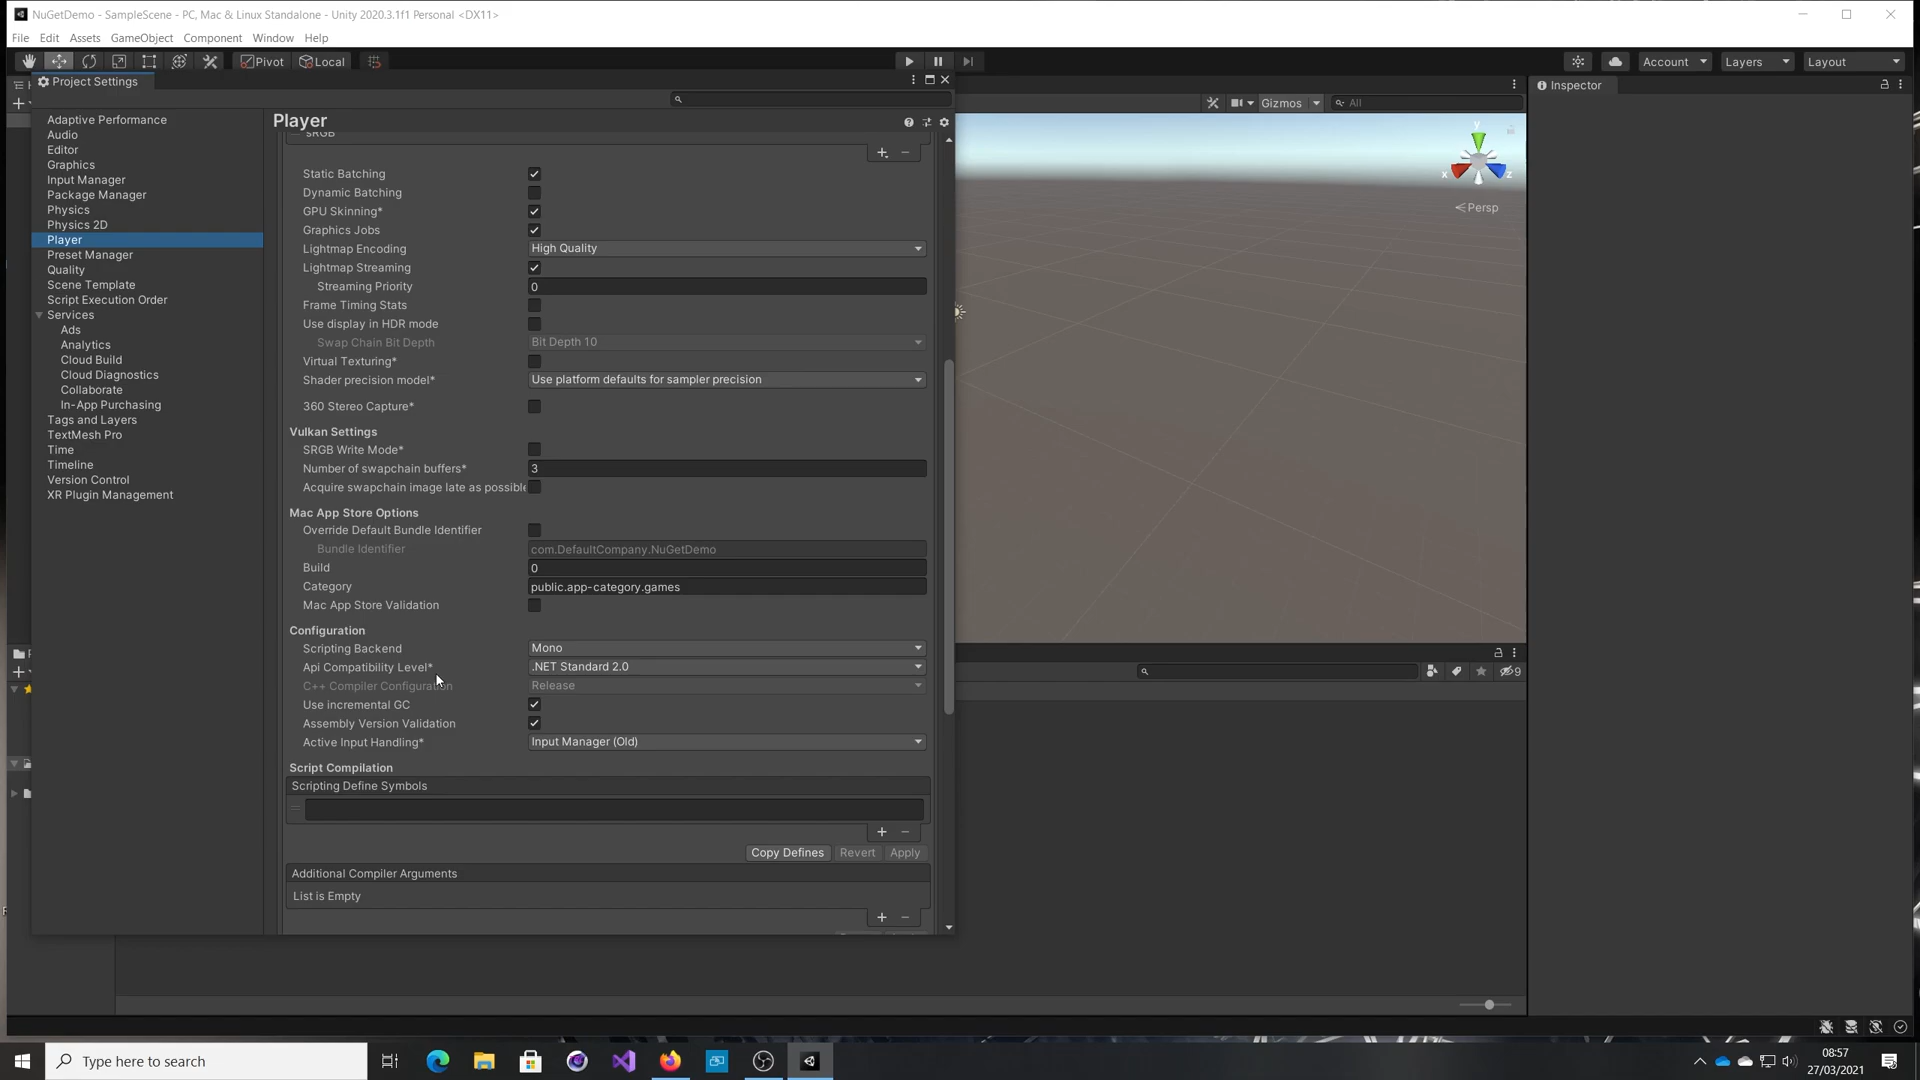 NuGetDemo - SampleScene - PC, Mac & Linux Standalone - Unity 2020.3.1f1 Personal <DX11>
File Edit Assets GameObject Component Window Help
Pivot Local Account Layers Layout
Project Settings
Inspector
Gizmos All
Adaptive Performance
Audio
Editor
Graphics
Input Manager
Package Manager
Physics
Physics 2D
Player
Preset Manager
Quality
Scene Template
Script Execution Order
Services
Ads
Analytics
Cloud Build
Cloud Diagnostics
Collaborate
In-App Purchasing
Tags and Layers
TextMesh Pro
Time
Timeline
Version Control
XR Plugin Management
Player
sRGB
Static Batching
Dynamic Batching
GPU Skinning*
Graphics Jobs
Lightmap Encoding High Quality
Lightmap Streaming
Streaming Priority 0
Frame Timing Stats
Use display in HDR mode
Swap Chain Bit Depth Bit Depth 10
Virtual Texturing*
Shader precision model* Use platform defaults for sampler precision
360 Stereo Capture*
Vulkan Settings
SRGB Write Mode*
Number of swapchain buffers* 3
Acquire swapchain image late as possible
Mac App Store Options
Override Default Bundle Identifier
Bundle Identifier com.DefaultCompany.NuGetDemo
Build 0
Category public.app-category.games
Mac App Store Validation
Configuration
Scripting Backend Mono
Api Compatibility Level* .NET Standard 2.0
C++ Compiler Configuration Release
Use incremental GC
Assembly Version Validation
Active Input Handling* Input Manager (Old)
Script Compilation
Scripting Define Symbols
Copy Defines Revert Apply
Additional Compiler Arguments
List is Empty
y
x z
Persp
9
Type here to search
08:57
27/03/2021